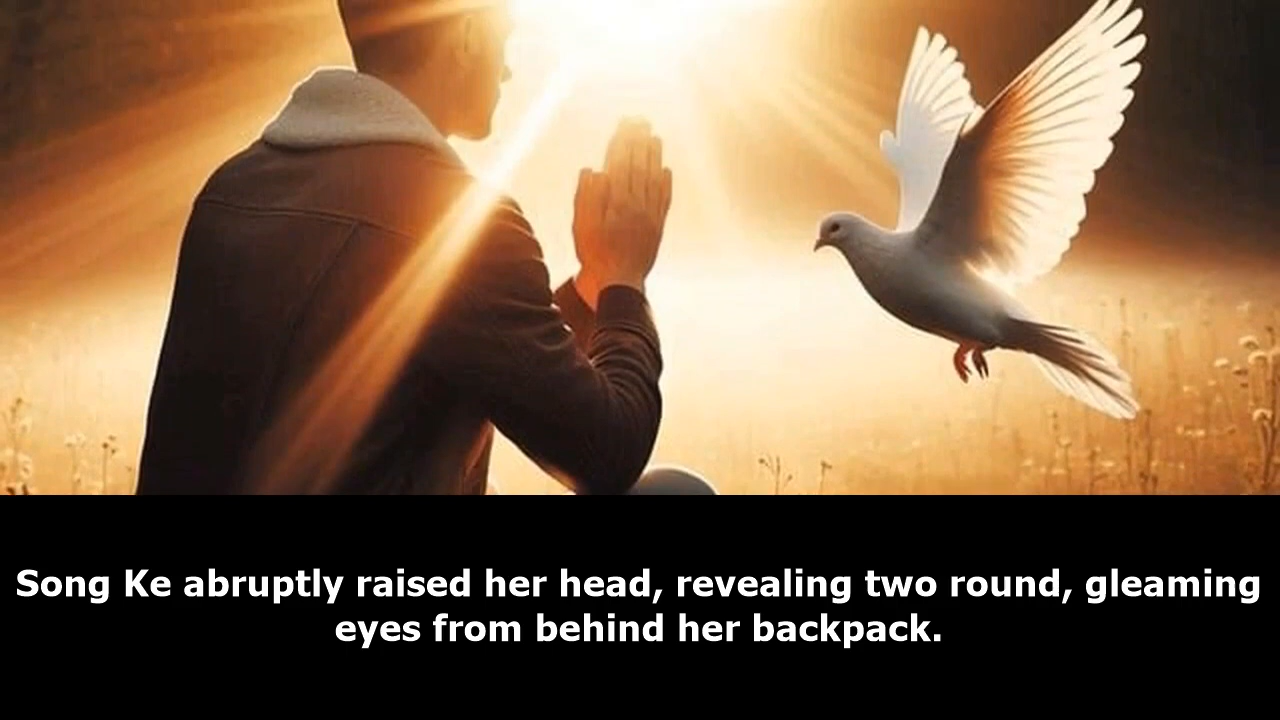 Song Ke abruptly raised her head, revealing two round, gleaming
eyes from behind her backpack.